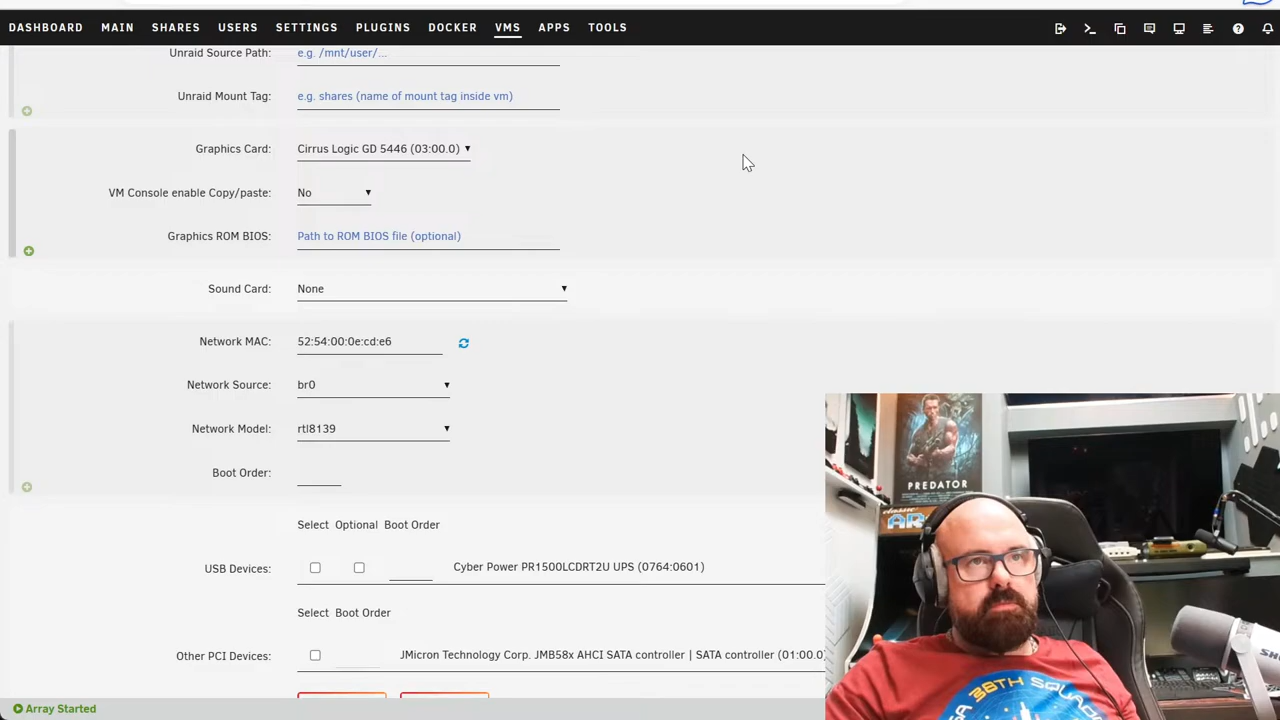 DASHBOARD MAIN SHARES USERS SETTINGS PLUGINS DOCKER VMS APPS TOOLS
Unraid Source Path: e.g. /mnt/user/...
Unraid Mount Tag: e.g. shares (name of mount tag inside vm)
Graphics Card: Cirrus Logic GD 5446 (03:00.0)
VM Console enable Copy/paste: No
Graphics ROM BIOS: Path to ROM BIOS file (optional)
Sound Card: None
Network MAC: 52:54:00:0e:cd:e6
Network Source: br0
Network Model: rtl8139
Boot Order:
Select Optional Boot Order
USB Devices: Cyber Power PR1500LCDRT2U UPS (0764:0601)
Select Boot Order
Other PCI Devices: JMicron Technology Corp. JMB58x AHCI SATA controller | SATA controller (01:00.0)
Array Started
PREDATOR
classic
AR
38TH SQUAD